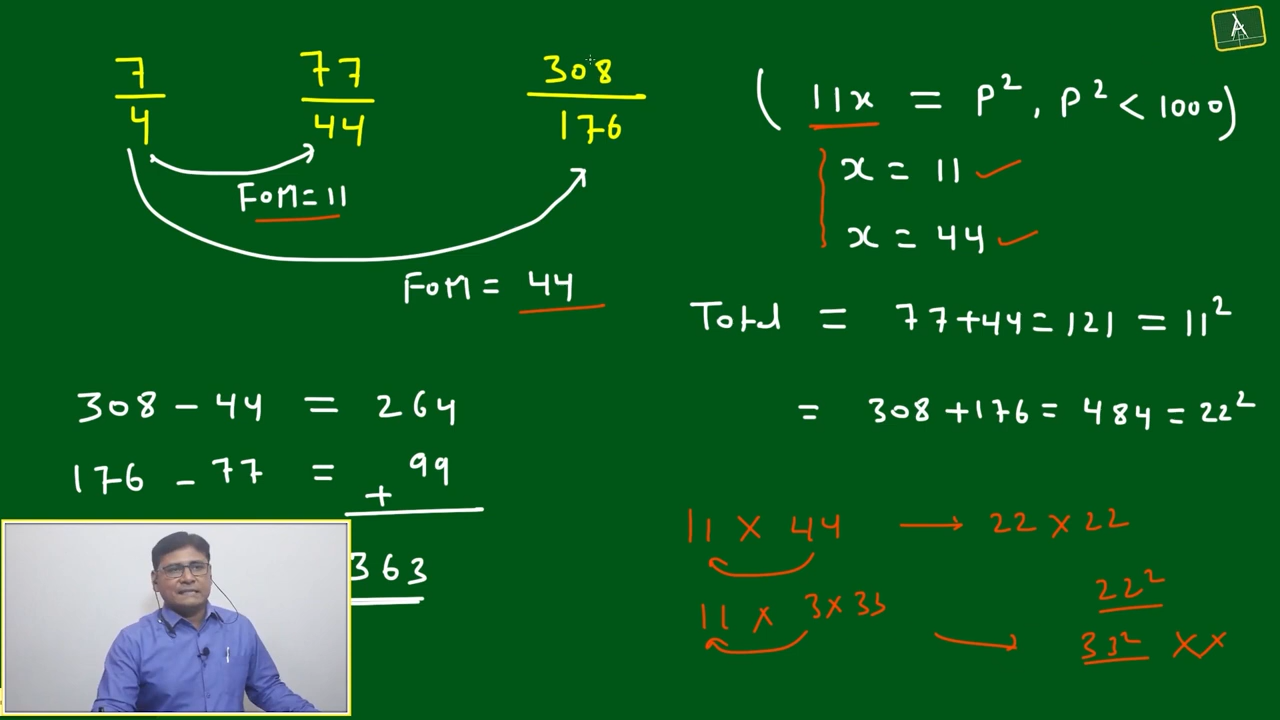 7/4 77/44 308/176
FOM=11
FOM = 44
308 - 44 = 264
176 - 77 = + 99
363
( 11x = P², P² < 1000)
x = 11 ✓
x = 44 ✓
Total = 77+44 = 121 = 11²
= 308 + 176 = 484 = 22²
11 × 44 → 22 × 22
22²
11 × 3×33 → 33² ××